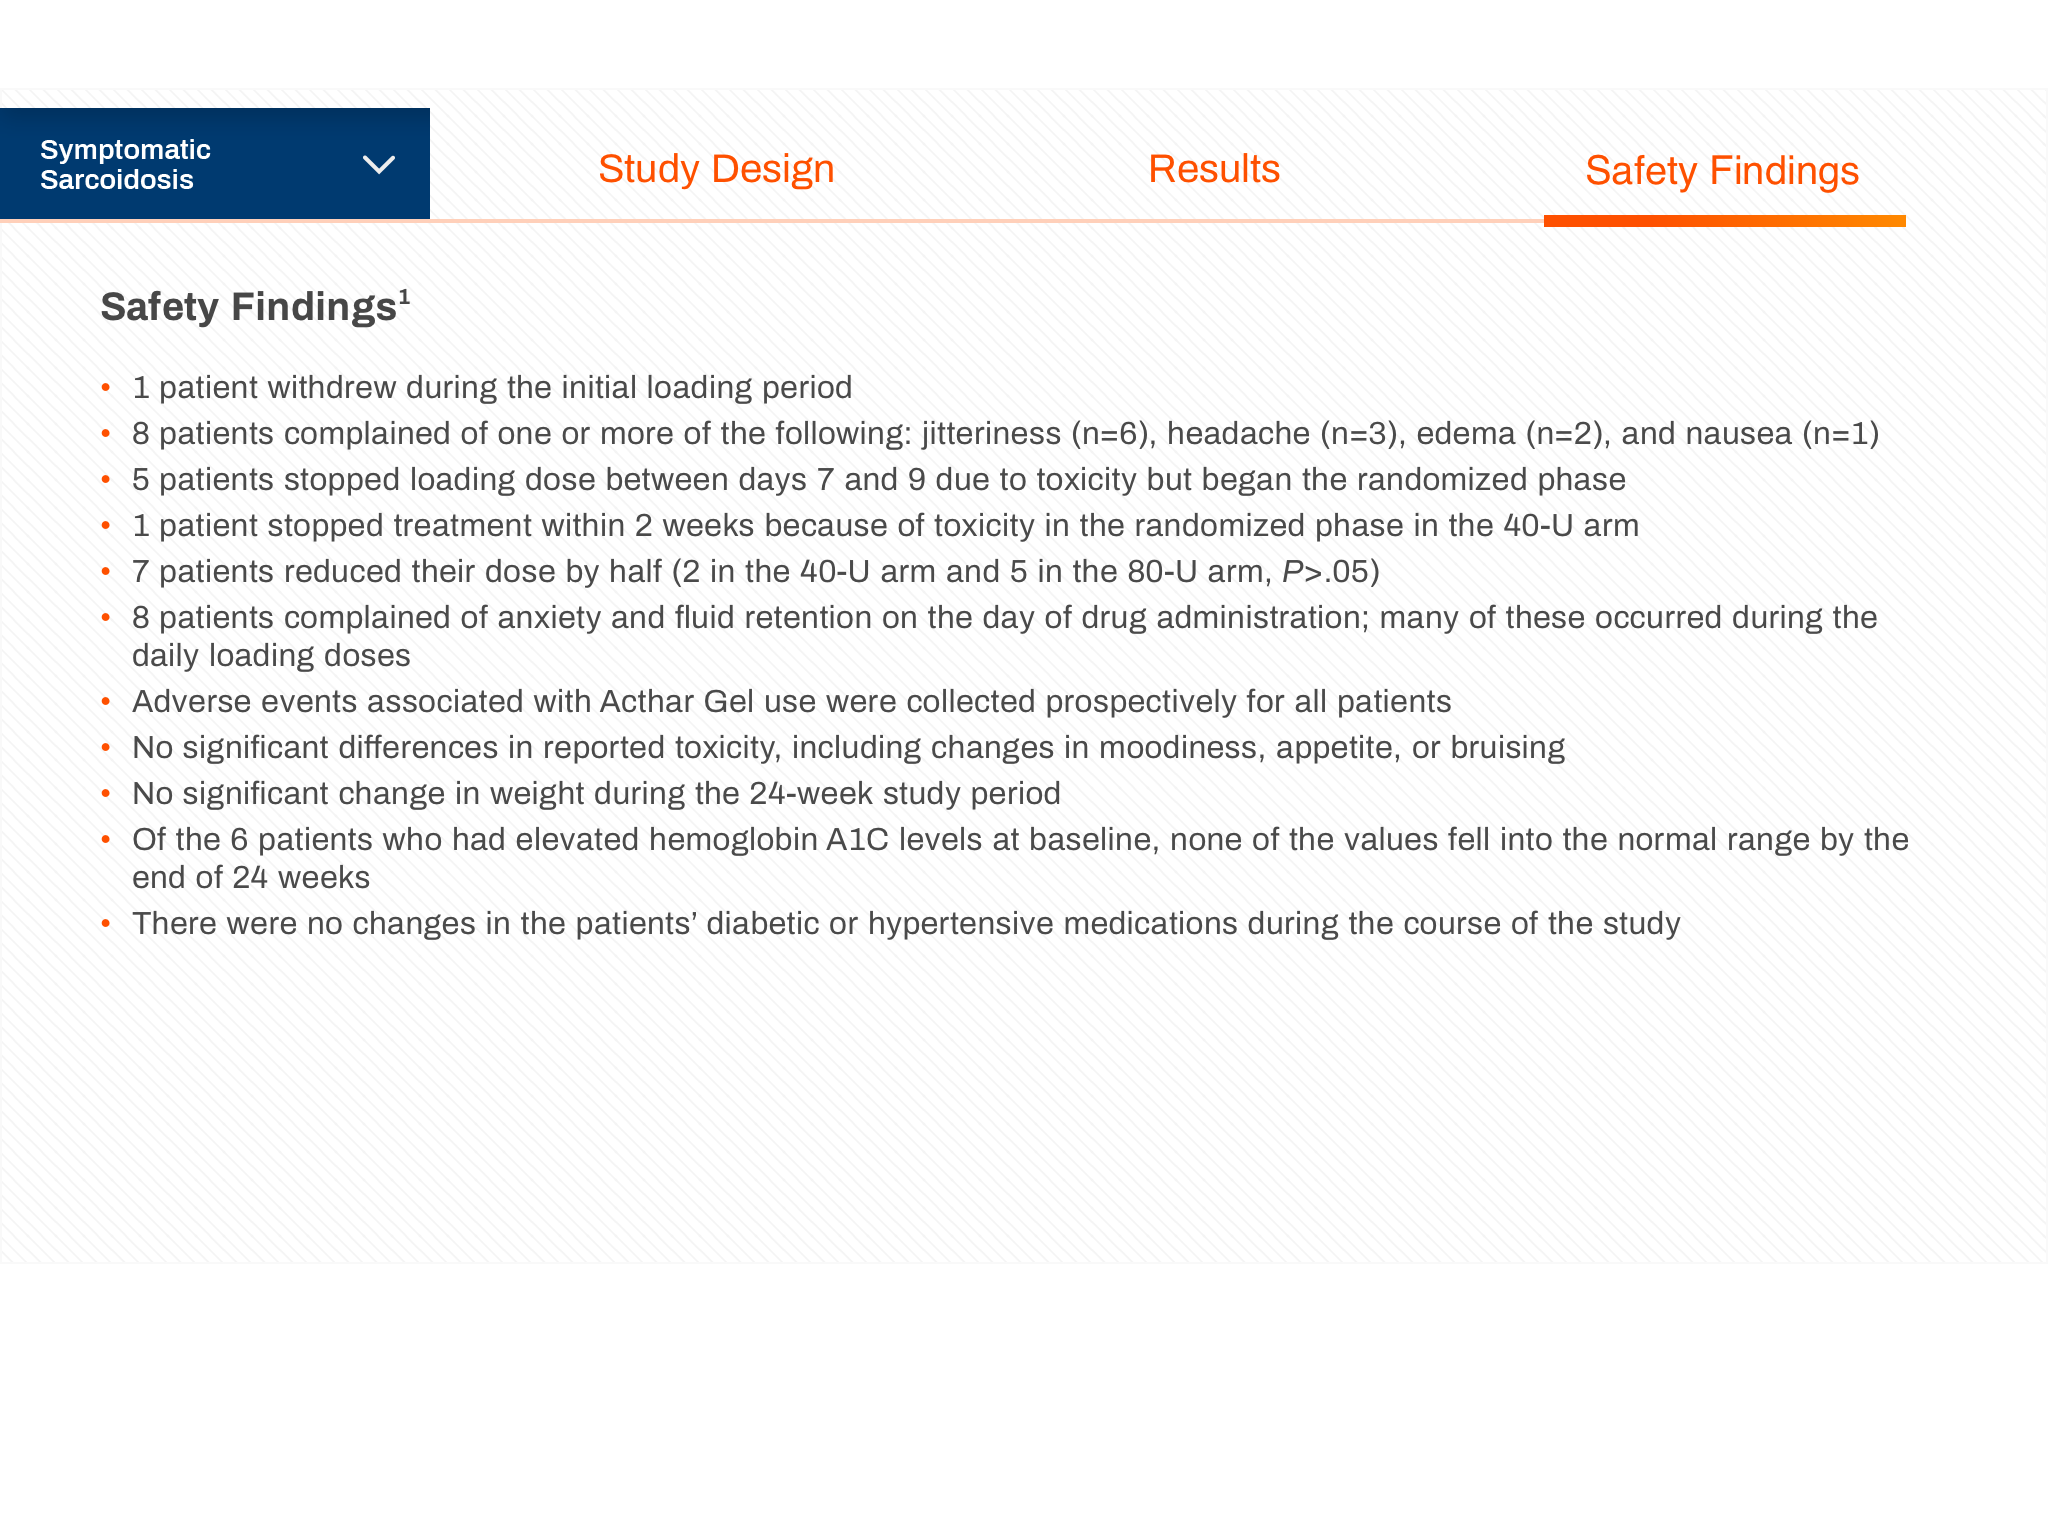 Symptomatic
Sarcoidosis
Study Design
Results
Safety Findings
Safety Findings¹
• 1 patient withdrew during the initial loading period
• 8 patients complained of one or more of the following: jitteriness (n=6), headache (n=3), edema (n=2), and nausea (n=1)
• 5 patients stopped loading dose between days 7 and 9 due to toxicity but began the randomized phase
• 1 patient stopped treatment within 2 weeks because of toxicity in the randomized phase in the 40-U arm
• 7 patients reduced their dose by half (2 in the 40-U arm and 5 in the 80-U arm, P>.05)
• 8 patients complained of anxiety and fluid retention on the day of drug administration; many of these occurred during the
daily loading doses
• Adverse events associated with Acthar Gel use were collected prospectively for all patients
• No significant differences in reported toxicity, including changes in moodiness, appetite, or bruising
• No significant change in weight during the 24-week study period
• Of the 6 patients who had elevated hemoglobin A1C levels at baseline, none of the values fell into the normal range by the
end of 24 weeks
• There were no changes in the patients’ diabetic or hypertensive medications during the course of the study